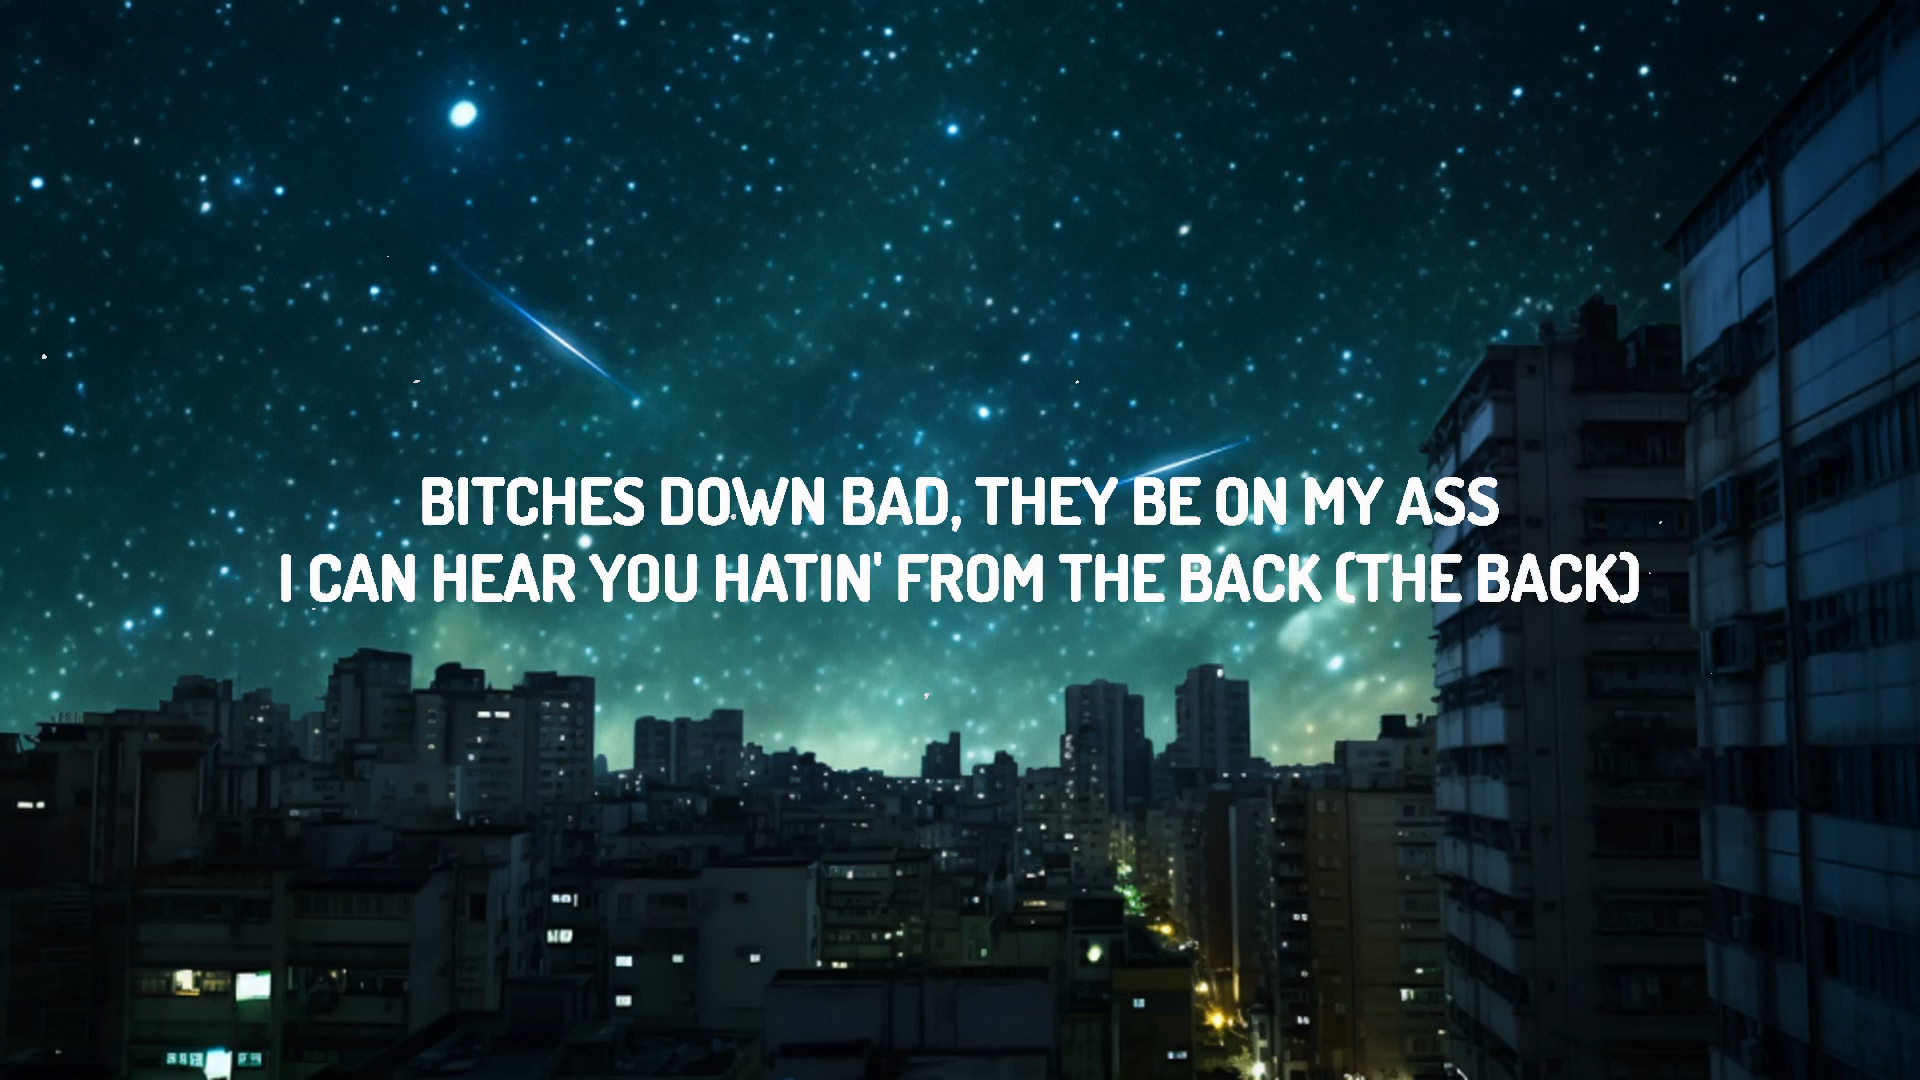 BITCHES DOWN BAD, THEY BE ON MY ASS
I CAN HEAR YOU HATIN' FROM THE BACK (THE BACK)